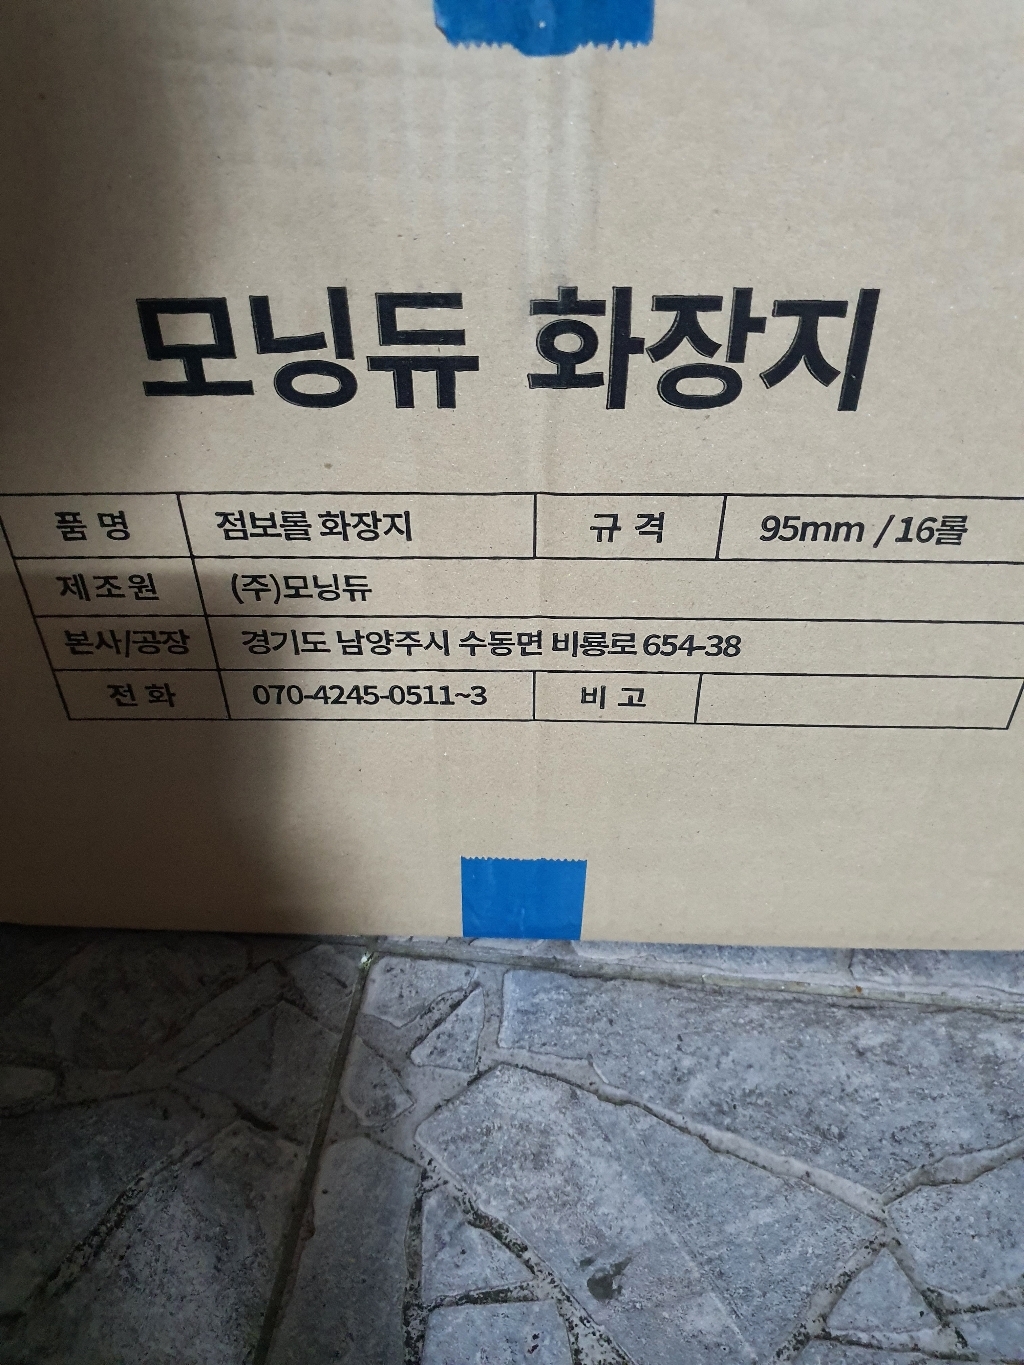 모닝듀 화장지
품 명 점보롤 화장지 규 격 95mm / 16롤
제조원 (주)모닝듀
본사/공장 경기도 남양주시 수동면 비룡로 654-38
전 화 070-4245-0511~3 비 고